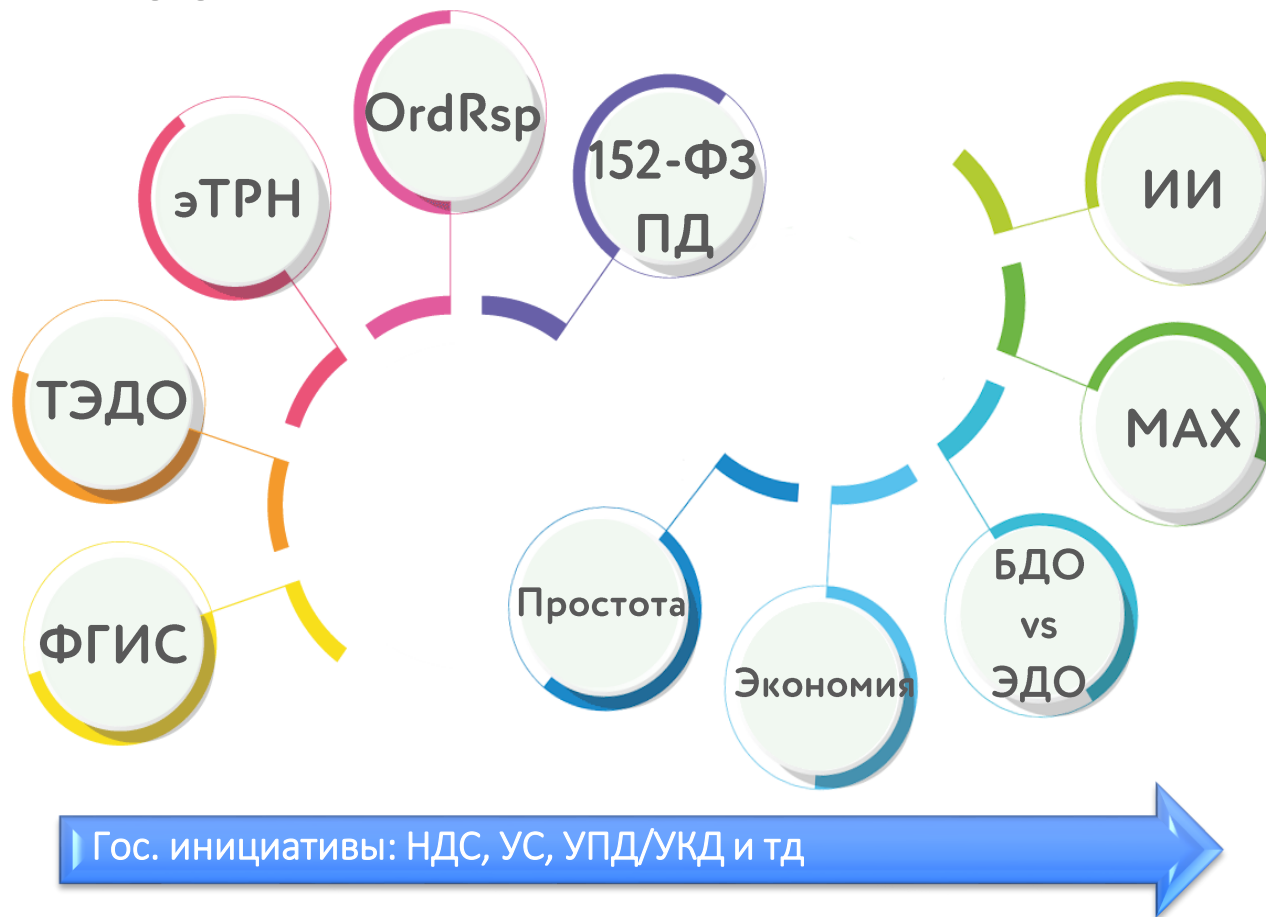 OrdRsp
152-ФЗ
ПД
эТРН
ИИ
ТЭДО
MAX
БДО
vs
ЭДО
Простота
ФГИС
Экономия
Гос. инициативы: НДС, УС, УПД/УКД и тд